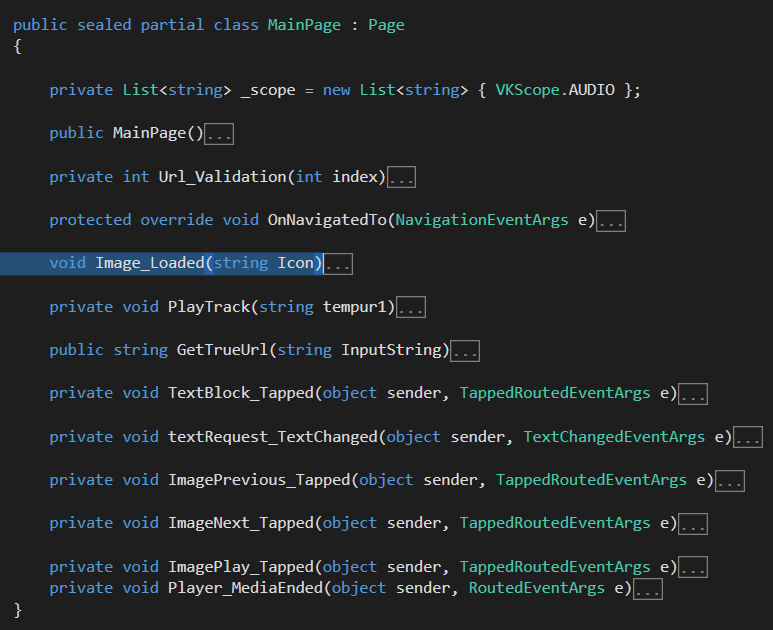 public sealed partial class MainPage : Page
{
private List<string> _scope = new List<string> { VKScope.AUDIO };
public MainPage()...
private int Url_Validation(int index)...
protected override void OnNavigatedTo(NavigationEventArgs e)...
void Image_Loaded(string Icon)...
private void PlayTrack(string tempur1)...
public string GetTrueUrl(string InputString)...
private void TextBlock_Tapped(object sender, TappedRoutedEventArgs e)...
private void textRequest_TextChanged(object sender, TextChangedEventArgs e)...
private void ImagePrevious_Tapped(object sender, TappedRoutedEventArgs e)...
private void ImageNext_Tapped(object sender, TappedRoutedEventArgs e)...
private void ImagePlay_Tapped(object sender, TappedRoutedEventArgs e)...
private void Player_MediaEnded(object sender, RoutedEventArgs e)...
}